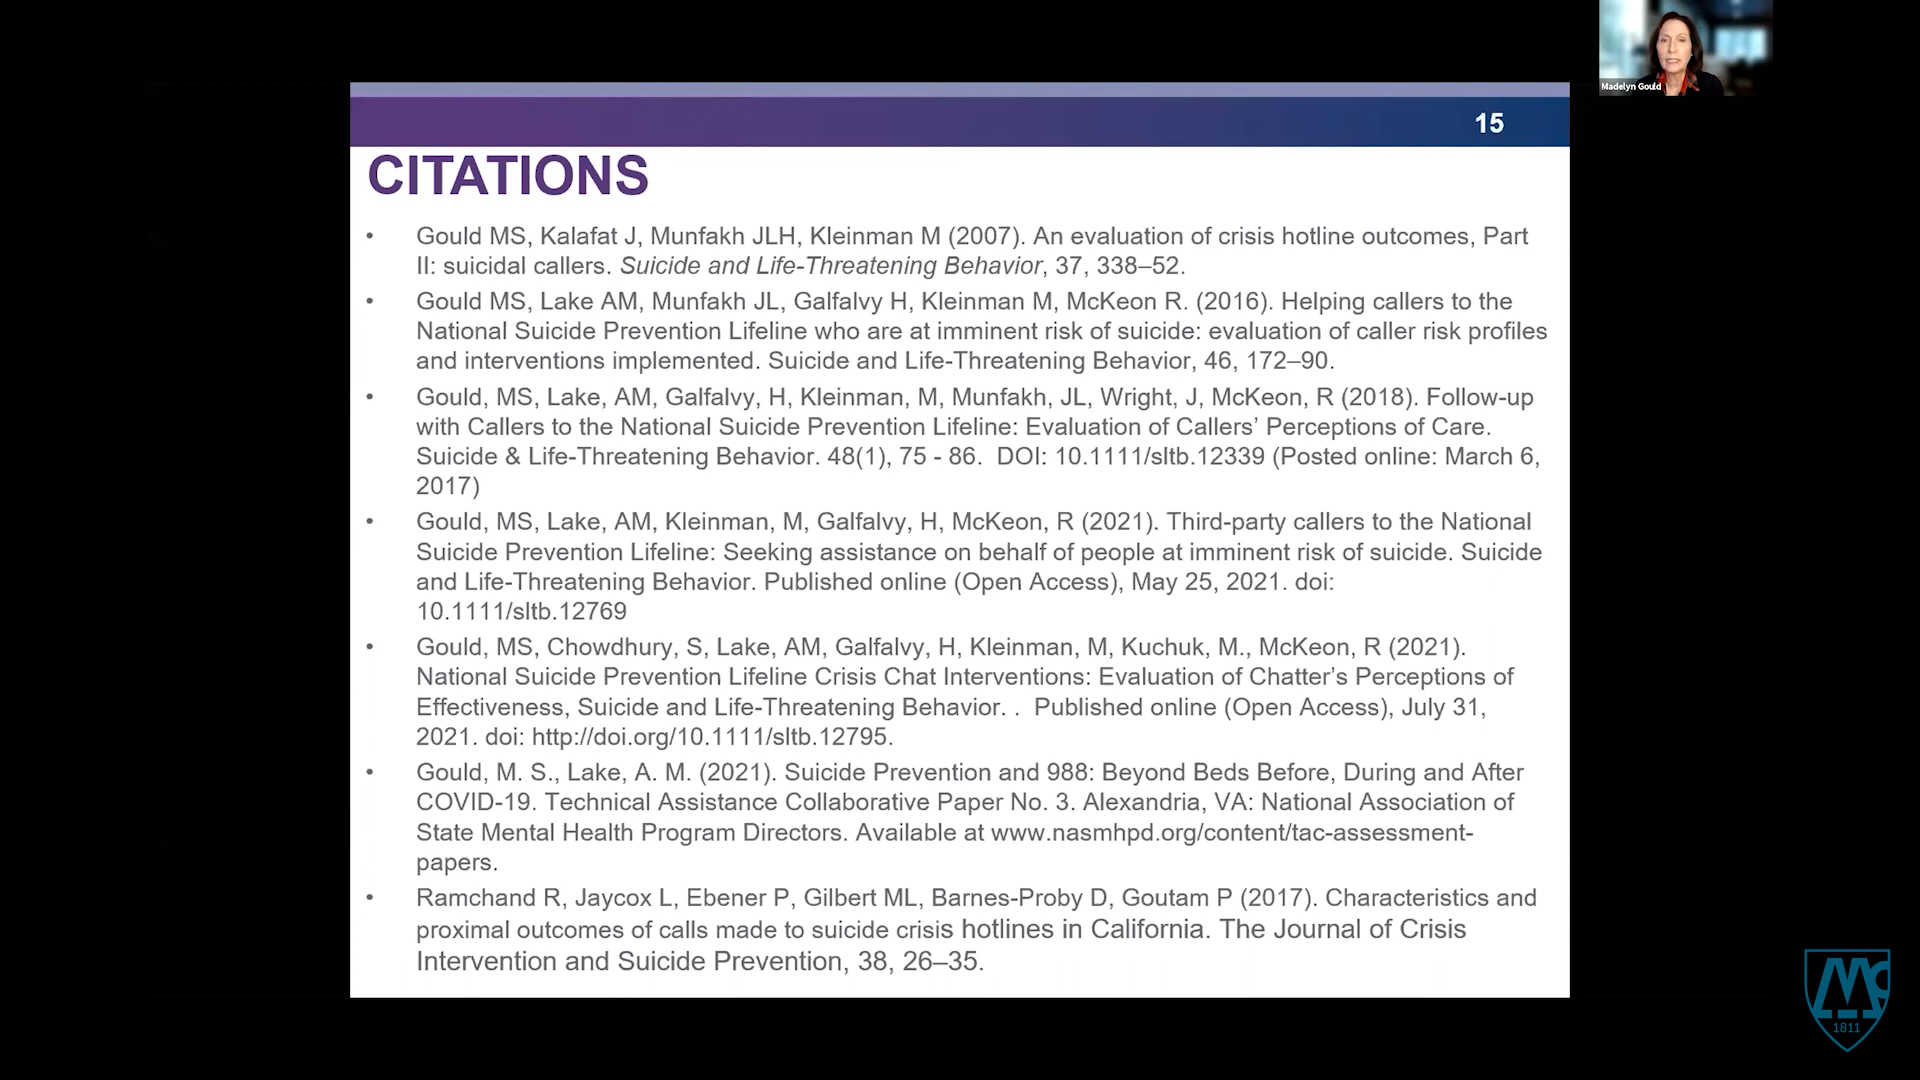 Madelyn Gould
15
CITATIONS
• Gould MS, Kalafat J, Munfakh JLH, Kleinman M (2007). An evaluation of crisis hotline outcomes, Part
II: suicidal callers. Suicide and Life-Threatening Behavior, 37, 338–52.
• Gould MS, Lake AM, Munfakh JL, Galfalvy H, Kleinman M, McKeon R. (2016). Helping callers to the
National Suicide Prevention Lifeline who are at imminent risk of suicide: evaluation of caller risk profiles
and interventions implemented. Suicide and Life-Threatening Behavior, 46, 172–90.
• Gould, MS, Lake, AM, Galfalvy, H, Kleinman, M, Munfakh, JL, Wright, J, McKeon, R (2018). Follow-up
with Callers to the National Suicide Prevention Lifeline: Evaluation of Callers’ Perceptions of Care.
Suicide & Life-Threatening Behavior. 48(1), 75 - 86.  DOI: 10.1111/sltb.12339 (Posted online: March 6,
2017)
• Gould, MS, Lake, AM, Kleinman, M, Galfalvy, H, McKeon, R (2021). Third-party callers to the National
Suicide Prevention Lifeline: Seeking assistance on behalf of people at imminent risk of suicide. Suicide
and Life-Threatening Behavior. Published online (Open Access), May 25, 2021. doi:
10.1111/sltb.12769
• Gould, MS, Chowdhury, S, Lake, AM, Galfalvy, H, Kleinman, M, Kuchuk, M., McKeon, R (2021).
National Suicide Prevention Lifeline Crisis Chat Interventions: Evaluation of Chatter’s Perceptions of
Effectiveness, Suicide and Life-Threatening Behavior. .  Published online (Open Access), July 31,
2021. doi: http://doi.org/10.1111/sltb.12795.
• Gould, M. S., Lake, A. M. (2021). Suicide Prevention and 988: Beyond Beds Before, During and After
COVID-19. Technical Assistance Collaborative Paper No. 3. Alexandria, VA: National Association of
State Mental Health Program Directors. Available at www.nasmhpd.org/content/tac-assessment-
papers.
• Ramchand R, Jaycox L, Ebener P, Gilbert ML, Barnes-Proby D, Goutam P (2017). Characteristics and
proximal outcomes of calls made to suicide crisis hotlines in California. The Journal of Crisis
Intervention and Suicide Prevention, 38, 26–35.
Mc
1811